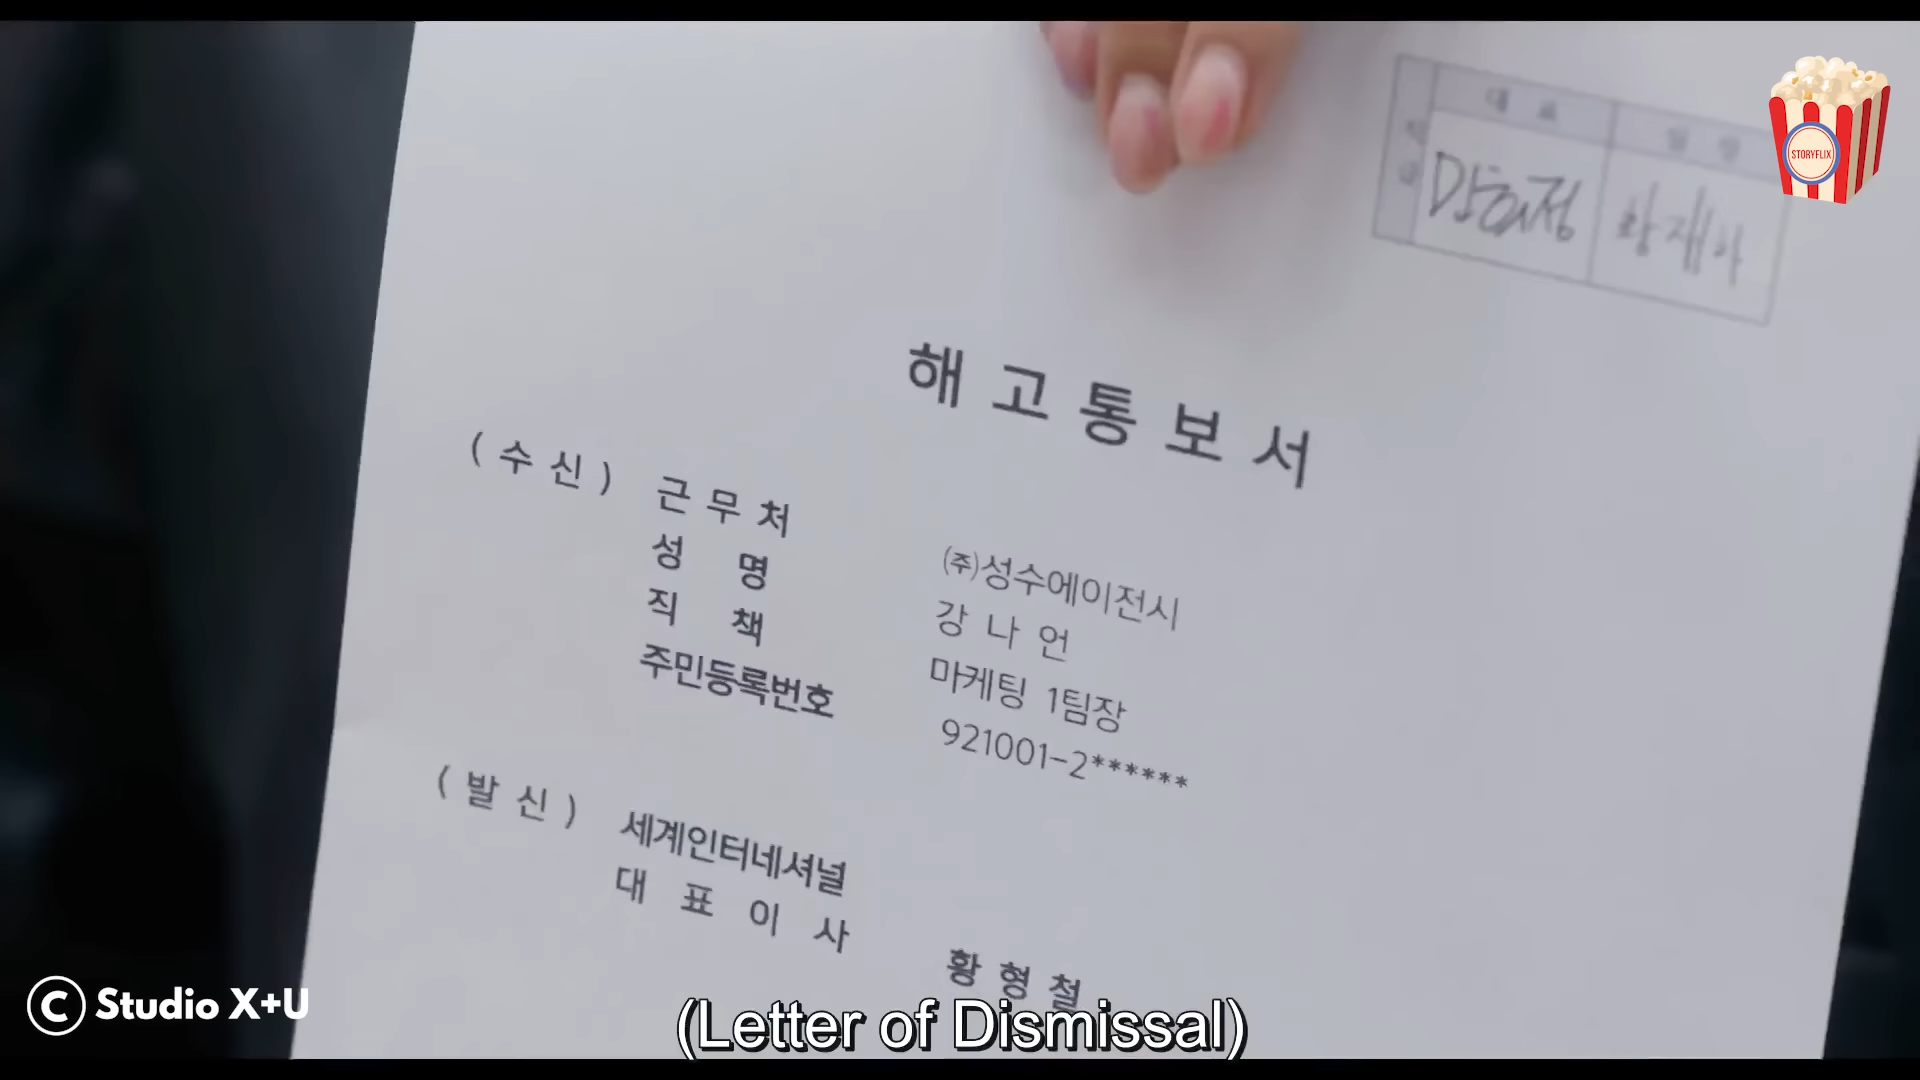 STORYFLIX
대 표
해 고 통 보 서
( 수 신 ) 근 무 처 ㈜성수에이전시
성 명 강 나 언
직 책 마케팅 1팀장
주민등록번호 921001-2******
( 발 신 ) 세계인터네셔널
대 표 이 사 황 형 철
(Letter of Dismissal)
© Studio X+U